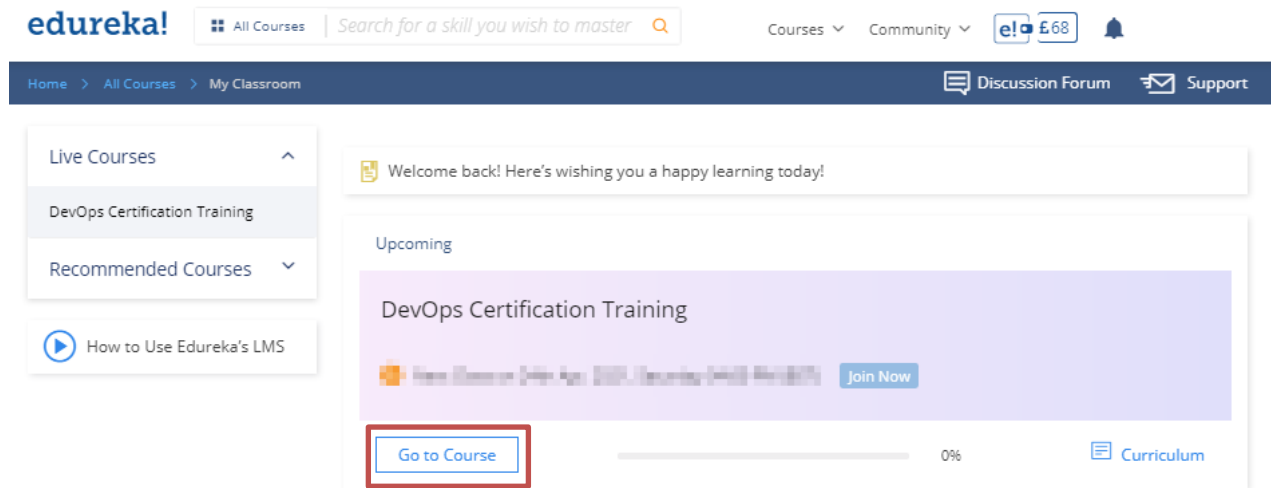 edureka!
All Courses
Search for a skill you wish to master
Courses
Community
e! £68
Home > All Courses > My Classroom
Discussion Forum
Support
Live Courses
DevOps Certification Training
Recommended Courses
How to Use Edureka's LMS
Welcome back! Here's wishing you a happy learning today!
Upcoming
DevOps Certification Training
Join Now
Go to Course
0%
Curriculum